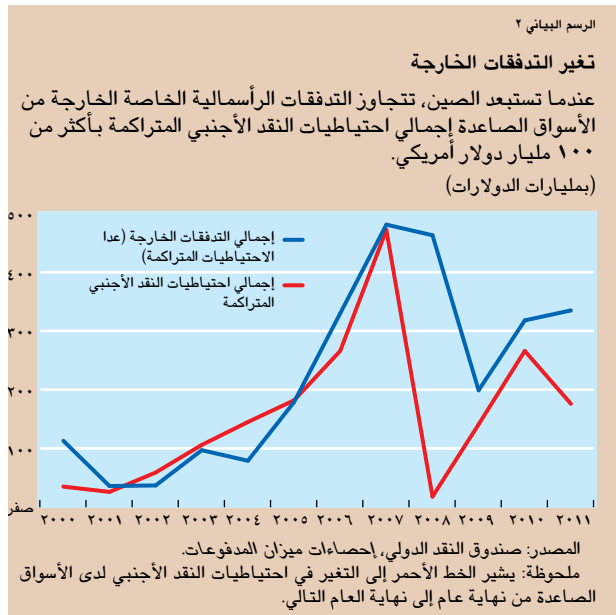 الرسم البياني ٢
تغير التدفقات الخارجة
عندما تستبعد الصين، تتجاوز التدفقات الرأسمالية الخاصة الخارجة من
الأسواق الصاعدة إجمالي احتياطيات النقد الأجنبي المتراكمة بأكثر من
١٠٠ مليار دولار أمريكي.
(بمليارات الدولارات)
٥٠٠
إجمالي التدفقات الخارجة (عدا
الاحتياطيات المتراكمة)
٤٠٠
إجمالي احتياطيات النقد الأجنبي
المتراكمة
٣٠٠
٢٠٠
١٠٠
صفر
٢٠٠٠ ٢٠٠١ ٢٠٠٢ ٢٠٠٣ ٢٠٠٤ ٢٠٠٥ ٢٠٠٦ ٢٠٠٧ ٢٠٠٨ ٢٠٠٩ ٢٠١٠ ٢٠١١
المصدر: صندوق النقد الدولي، إحصاءات ميزان المدفوعات.
ملحوظة: يشير الخط الأحمر إلى التغير في احتياطيات النقد الأجنبي لدى الأسواق
الصاعدة من نهاية عام إلى نهاية العام التالي.